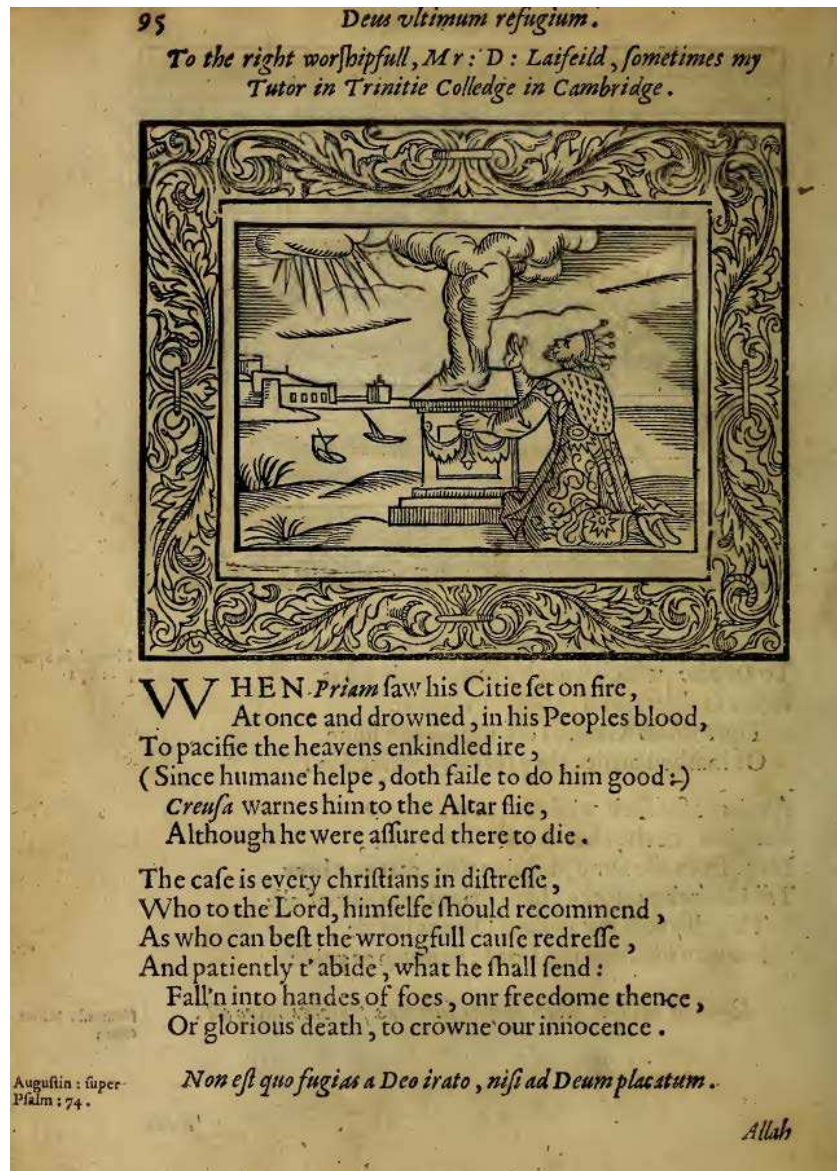 95 Deus vltimum refugium.
To the right worſhipfull, Mr: D: Laifeild, ſometimes my
Tutor in Trinitie Colledge in Cambridge.
WHEN Priam ſaw his Citie ſet on fire,
At once and drowned, in his Peoples blood,
To pacifie the heavens enkindled ire,
(Since humane helpe, doth faile to do him good:)
Creuſa warnes him to the Altar flie,
Although he were aſſured there to die.
The caſe is every chriſtians in diſtreſſe,
Who to the Lord, himſelfe ſhould recommend,
As who can beſt the wrongfull cauſe redreſſe,
And patiently t'abide, what he ſhall ſend:
Fall'n into handes of foes, onr freedome thence,
Or glorious death, to crowne our innocence.
Auguſtin: ſuper
Pſalm: 74.
Non eſt quo fugias a Deo irato, niſi ad Deum placatum.
Allah